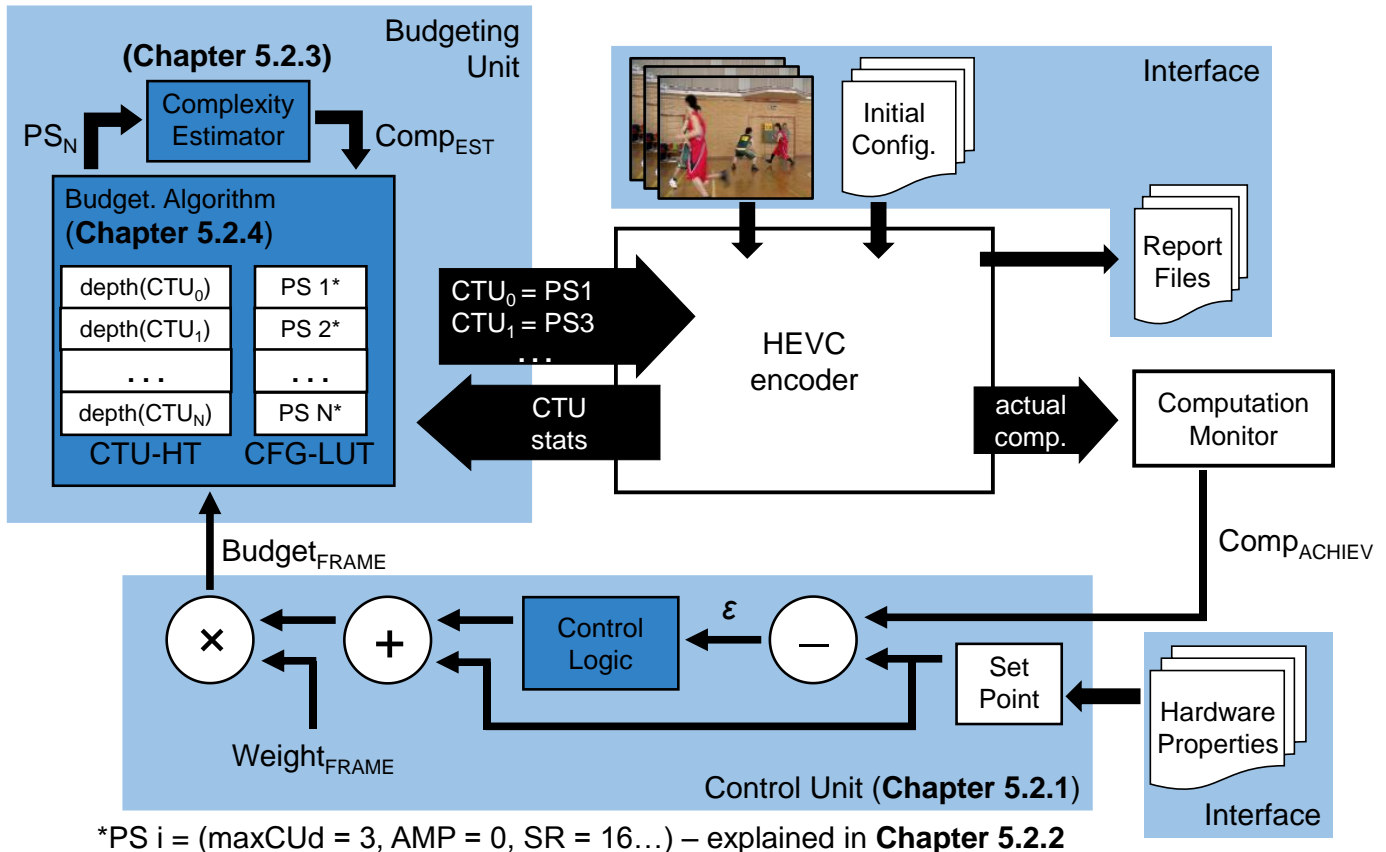 Budgeting
Unit
(Chapter 5.2.3)
Complexity
Estimator
PS_N
Comp_EST
Budget. Algorithm
(Chapter 5.2.4)
depth(CTU_0)
depth(CTU_1)
. . .
depth(CTU_N)
CTU-HT
PS 1*
PS 2*
. . .
PS N*
CFG-LUT
CTU_0 = PS1
CTU_1 = PS3
. . .
CTU
stats
Interface
Initial
Config.
Report
Files
HEVC
encoder
actual
comp.
Computation
Monitor
Comp_ACHIEV
Budget_FRAME
×
+
Control
Logic
ε
–
Set
Point
Weight_FRAME
Control Unit (Chapter 5.2.1)
Hardware
Properties
Interface
*PS i = (maxCUd = 3, AMP = 0, SR = 16…) – explained in Chapter 5.2.2